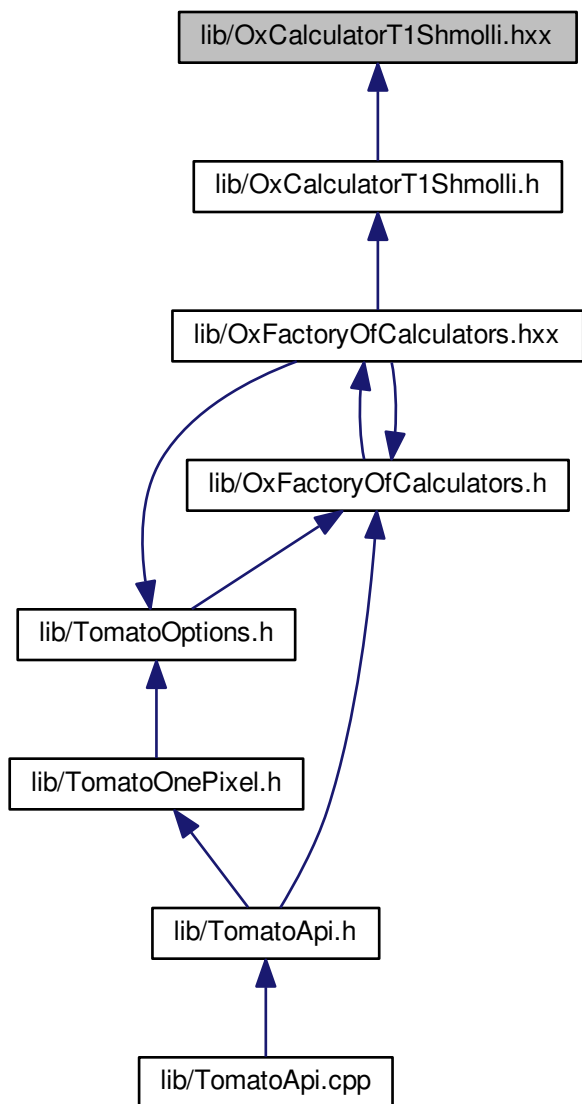 lib/OxCalculatorT1Shmolli.hxx
lib/OxCalculatorT1Shmolli.h
lib/OxFactoryOfCalculators.hxx
lib/OxFactoryOfCalculators.h
lib/TomatoOptions.h
lib/TomatoOnePixel.h
lib/TomatoApi.h
lib/TomatoApi.cpp